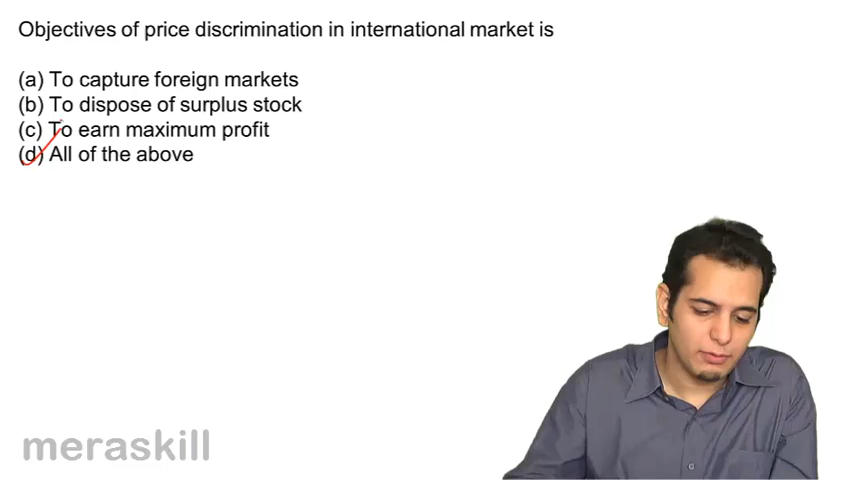 Objectives of price discrimination in international market is
(a) To capture foreign markets
(b) To dispose of surplus stock
(c) To earn maximum profit
(d) All of the above
meraskill